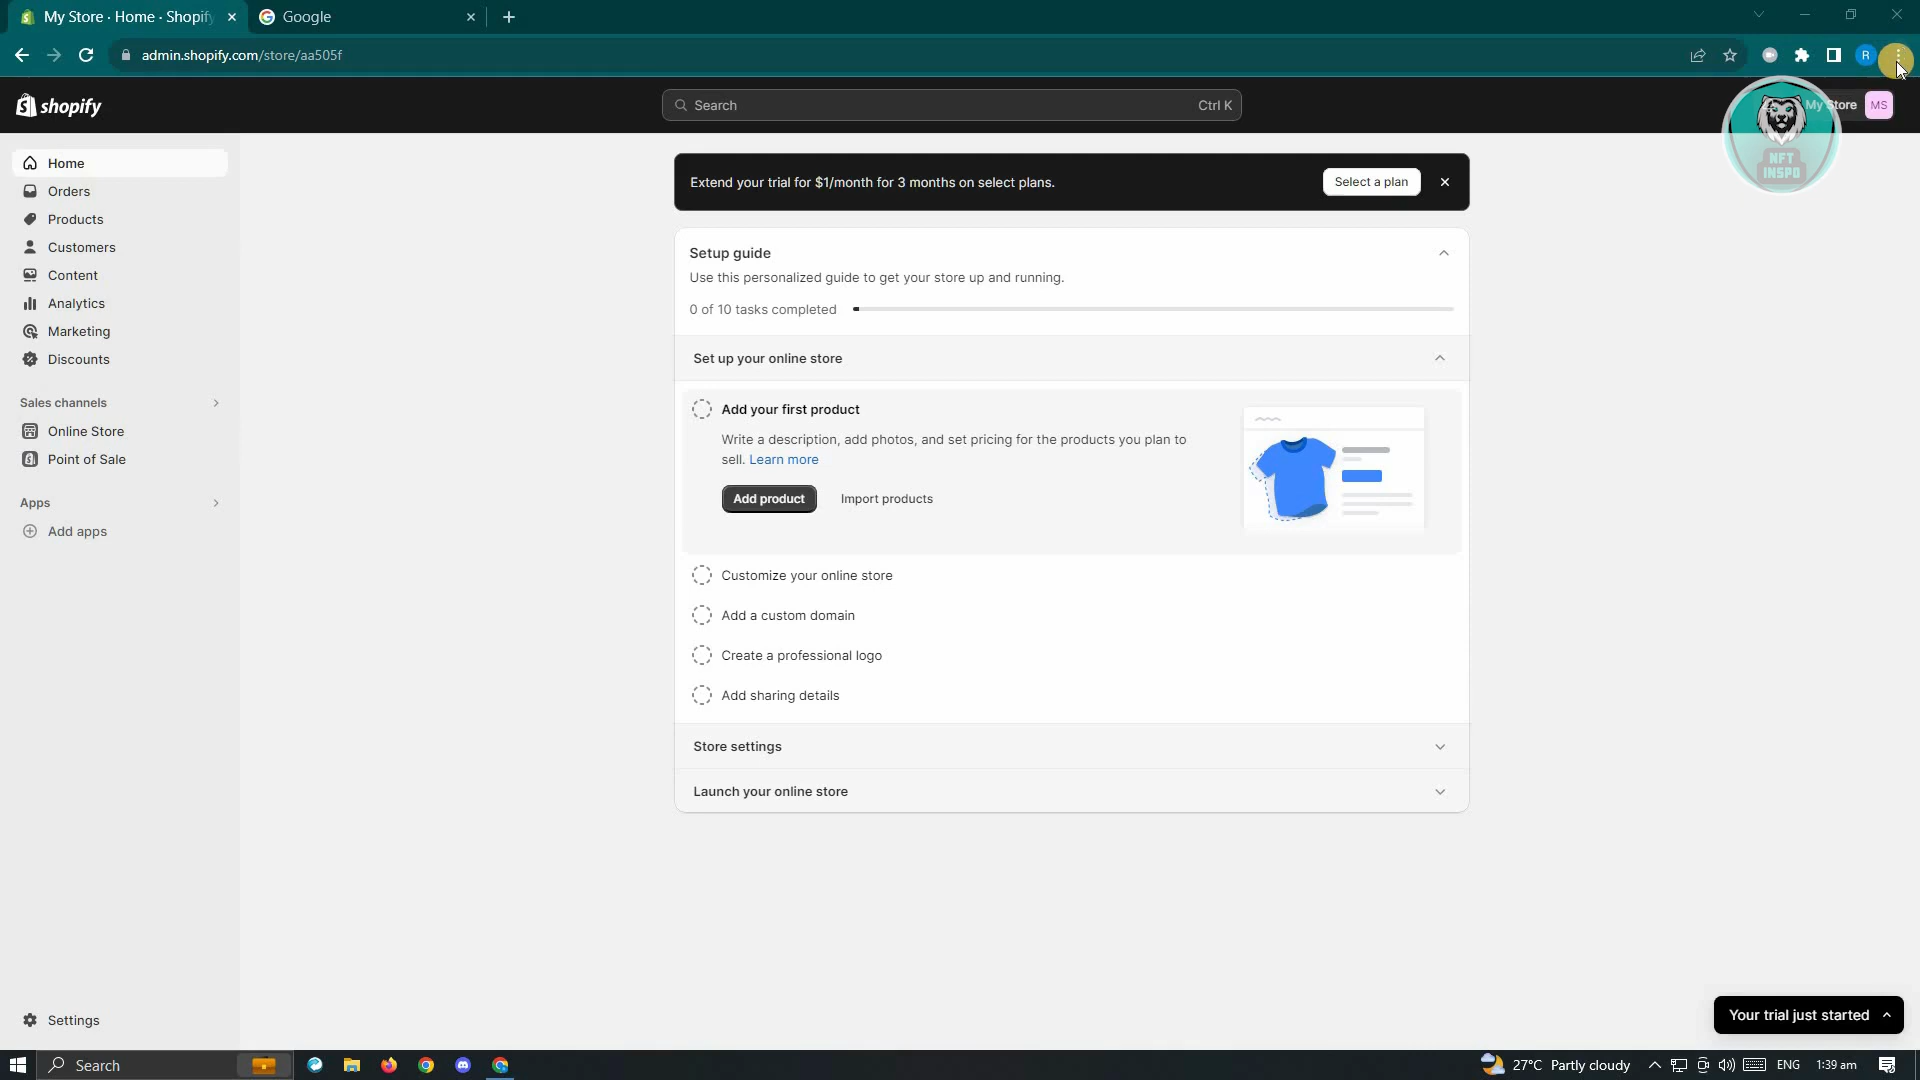 My Store · Home · Shopify
Google
admin.shopify.com/store/aa505f
R
shopify
Search
Ctrl K
My Store
MS
NFT
INSPO
Home
Orders
Products
Customers
Content
Analytics
Marketing
Discounts
Sales channels
Online Store
Point of Sale
Apps
Add apps
Settings
Extend your trial for $1/month for 3 months on select plans.
Select a plan
Setup guide
Use this personalized guide to get your store up and running.
0 of 10 tasks completed
Set up your online store
Add your first product
Write a description, add photos, and set pricing for the products you plan to
sell. Learn more
Add product
Import products
Customize your online store
Add a custom domain
Create a professional logo
Add sharing details
Store settings
Launch your online store
Your trial just started
Search
27°C Partly cloudy
ENG
1:39 am